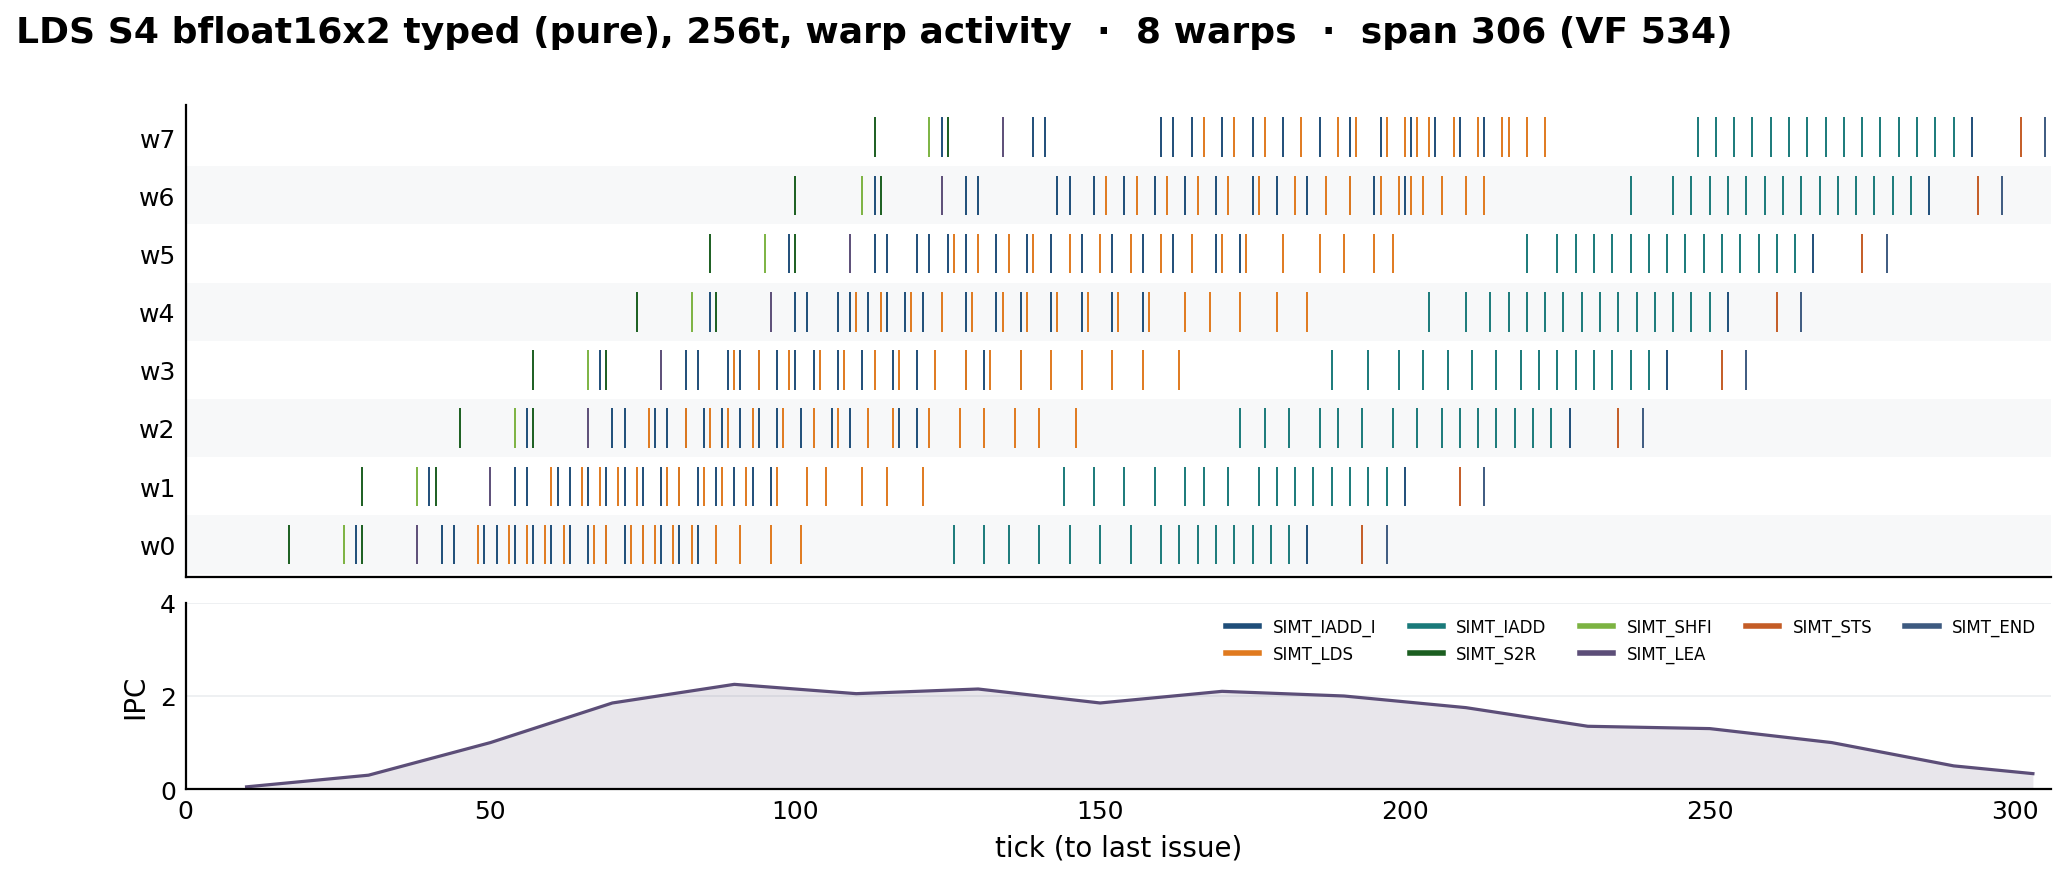 LDS S4 bfloat16x2 typed (pure), 256t, warp activity · 8 warps · span 306 (VF 534)
w7
w6
w5
w4
w3
w2
w1
w0
4
2
0
IPC
SIMT_IADD_I SIMT_IADD SIMT_SHFI SIMT_STS SIMT_END
SIMT_LDS SIMT_S2R SIMT_LEA
0 50 100 150 200 250 300
tick (to last issue)